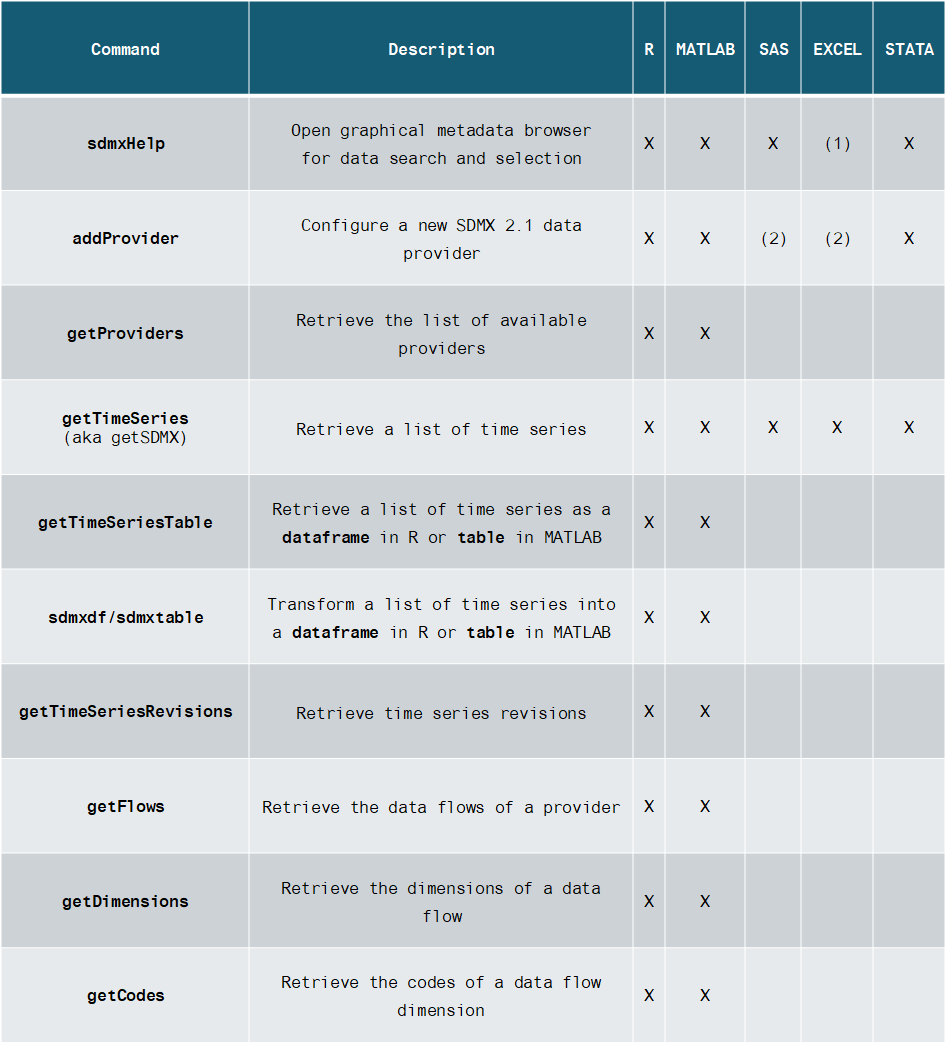 Command Description R MATLAB SAS EXCEL STATA
sdmxHelp Open graphical metadata browser for data search and selection X X X (1) X
addProvider Configure a new SDMX 2.1 data provider X X (2) (2) X
getProviders Retrieve the list of available providers X X
getTimeSeries (aka getSDMX) Retrieve a list of time series X X X X X
getTimeSeriesTable Retrieve a list of time series as a dataframe in R or table in MATLAB X X
sdmxdf/sdmxtable Transform a list of time series into a dataframe in R or table in MATLAB X X
getTimeSeriesRevisions Retrieve time series revisions X X
getFlows Retrieve the data flows of a provider X X
getDimensions Retrieve the dimensions of a data flow X X
getCodes Retrieve the codes of a data flow dimension X X